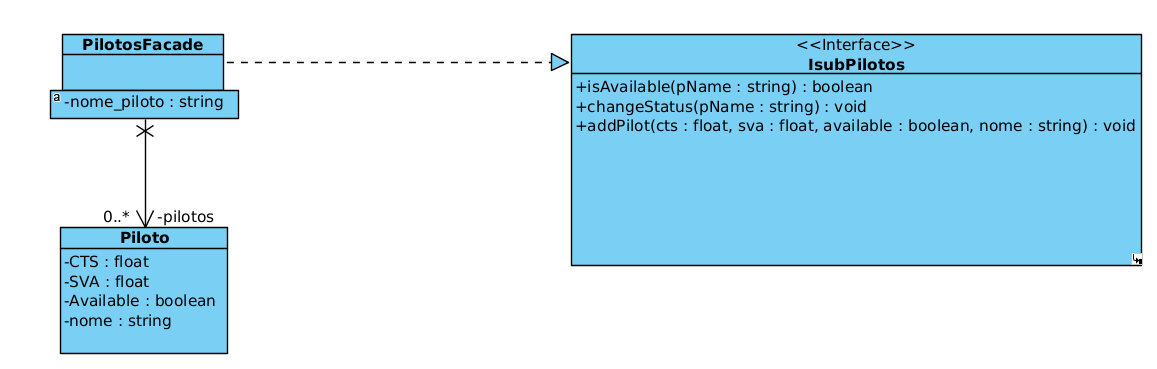 PilotosFacade
a
-nome_piloto : string
0..* -pilotos
Piloto
-CTS : float
-SVA : float
-Available : boolean
-nome : string
<<Interface>>
IsubPilotos
+isAvailable(pName : string) : boolean
+changeStatus(pName : string) : void
+addPilot(cts : float, sva : float, available : boolean, nome : string) : void